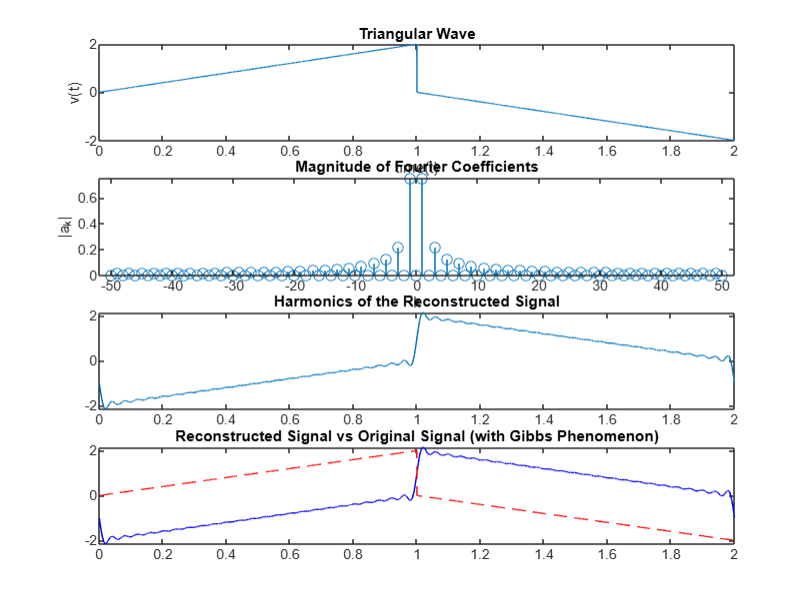 Triangular Wave
v(t)
2
0
-2
0 0.2 0.4 0.6 0.8 1 1.2 1.4 1.6 1.8 2
time(t)
Magnitude of Fourier Coefficients
|ak|
0.6
0.4
0.2
0
-50 -40 -30 -20 -10 0 10 20 30 40 50
Harmonics of the Reconstructed Signal
2
0
-2
0 0.2 0.4 0.6 0.8 1 1.2 1.4 1.6 1.8 2
Reconstructed Signal vs Original Signal (with Gibbs Phenomenon)
2
0
-2
0 0.2 0.4 0.6 0.8 1 1.2 1.4 1.6 1.8 2